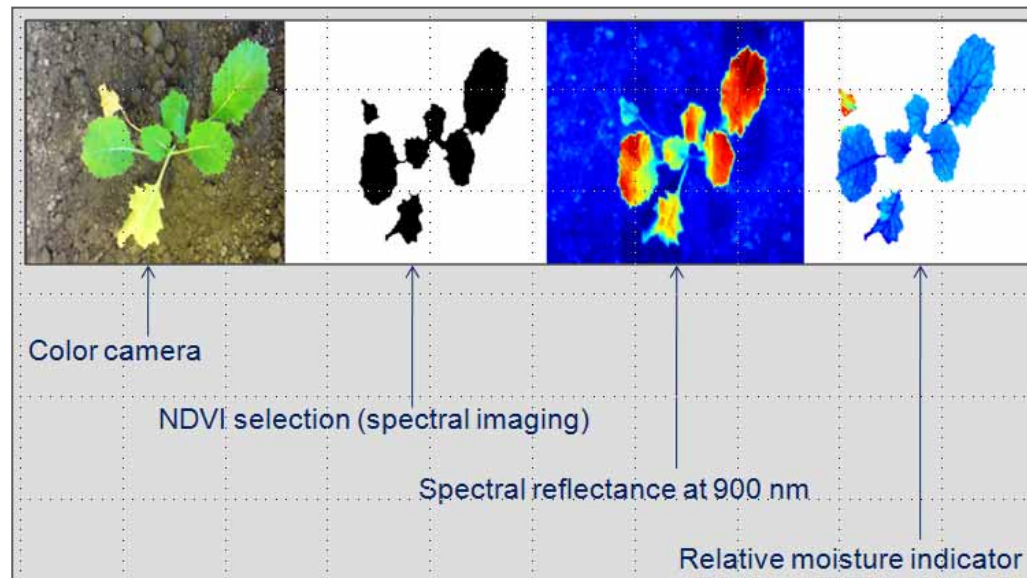 Color camera
NDVI selection (spectral imaging)
Spectral reflectance at 900 nm
Relative moisture indicator